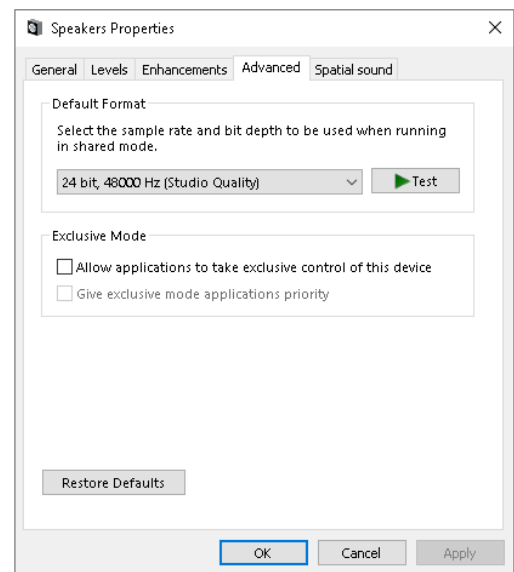 Speakers Properties
General Levels Enhancements Advanced Spatial sound
Default Format
Select the sample rate and bit depth to be used when running
in shared mode.
24 bit, 48000 Hz (Studio Quality)
Test
Exclusive Mode
Allow applications to take exclusive control of this device
Give exclusive mode applications priority
Restore Defaults
OK Cancel Apply